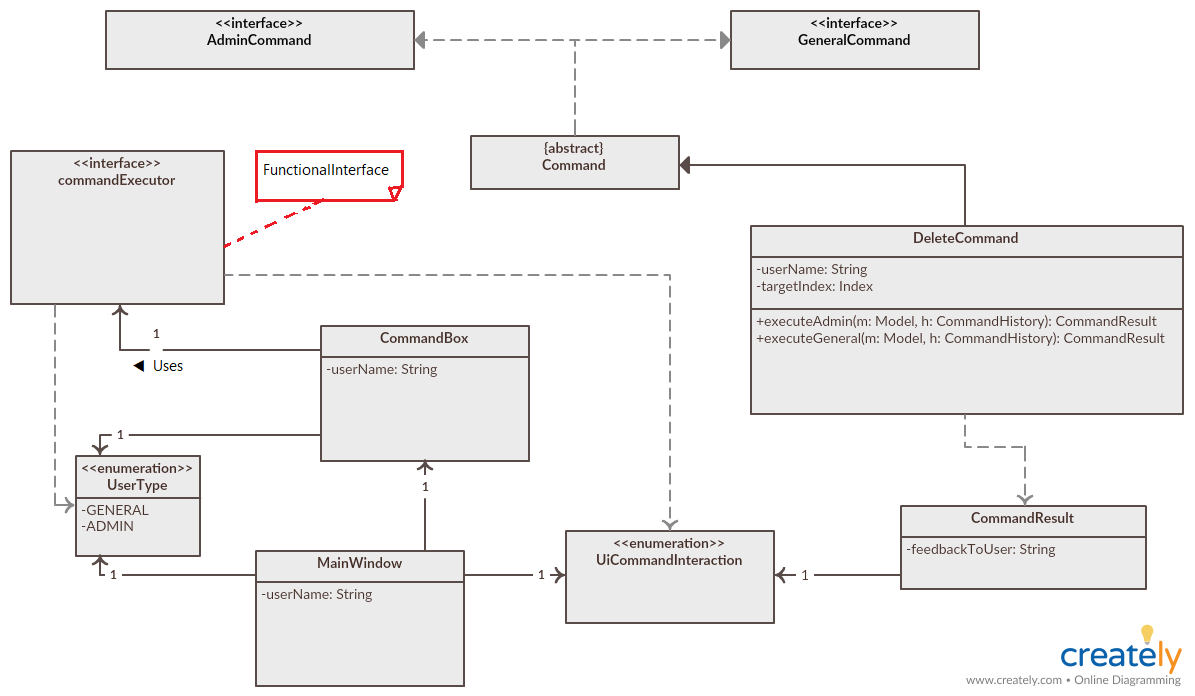 <<interface>>
AdminCommand
<<interface>>
GeneralCommand
{abstract}
Command
<<interface>>
commandExecutor
FunctionalInterface
DeleteCommand
-userName: String
-targetIndex: Index
+executeAdmin(m: Model, h: CommandHistory): CommandResult
+executeGeneral(m: Model, h: CommandHistory): CommandResult
1
◄ Uses
CommandBox
-userName: String
1
<<enumeration>>
UserType
-GENERAL
-ADMIN
1
MainWindow
-userName: String
1
1
<<enumeration>>
UiCommandInteraction
1
CommandResult
-feedbackToUser: String
creately
www.creately.com • Online Diagramming